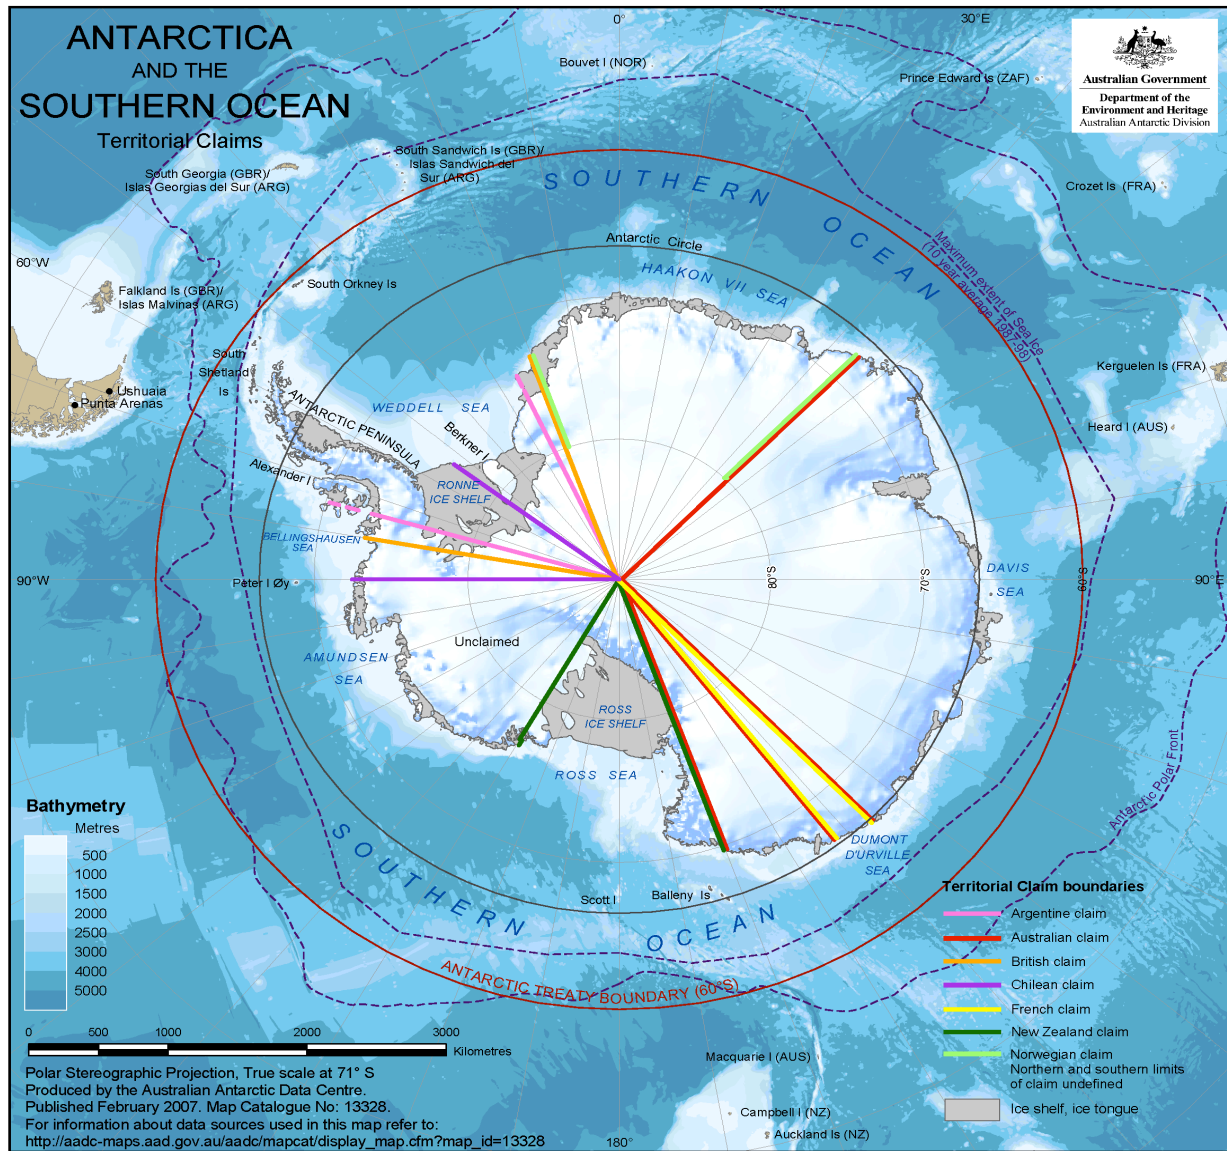 ANTARCTICA
AND THE
SOUTHERN OCEAN
Territorial Claims
0°
30°E
Bouvet I (NOR)
Prince Edward Is (ZAF)
Australian Government
Department of the
Environment and Heritage
Australian Antarctic Division
South Sandwich Is (GBR)/
Islas Sandwich del
Sur (ARG)
South Georgia (GBR)/
Islas Georgias del Sur (ARG)
Crozet Is (FRA)
SOUTHERN OCEAN
Antarctic Circle
HAAKON VII SEA
Maximum extent of Sea Ice
(10 year average 1987-98)
60°W
Falkland Is (GBR)/
Islas Malvinas (ARG)
South Orkney Is
South
Shetland
Is
Kerguelen Is (FRA)
Ushuaia
Punta Arenas
Heard I (AUS)
WEDDELL SEA
ANTARCTIC PENINSULA
Berkner I
Alexander I
RONNE
ICE SHELF
BELLINGSHAUSEN
SEA
90°W
Peter I Øy
80°S
70°S
60°S
DAVIS
SEA
90°E
Unclaimed
AMUNDSEN
SEA
ROSS
ICE SHELF
ROSS SEA
Antarctic Polar Front
DUMONT
D'URVILLE
SEA
Scott I
Balleny Is
SOUTHERN OCEAN
ANTARCTIC TREATY BOUNDARY (60°S)
Bathymetry
Metres
500
1000
1500
2000
2500
3000
4000
5000
0 500 1000 2000 3000
Kilometres
Polar Stereographic Projection, True scale at 71° S
Produced by the Australian Antarctic Data Centre.
Published February 2007. Map Catalogue No: 13328.
For information about data sources used in this map refer to:
http://aadc-maps.aad.gov.au/aadc/mapcat/display_map.cfm?map_id=13328
Macquarie I (AUS)
Campbell I (NZ)
Auckland Is (NZ)
180°
Territorial Claim boundaries
Argentine claim
Australian claim
British claim
Chilean claim
French claim
New Zealand claim
Norwegian claim
Northern and southern limits
of claim undefined
Ice shelf, ice tongue